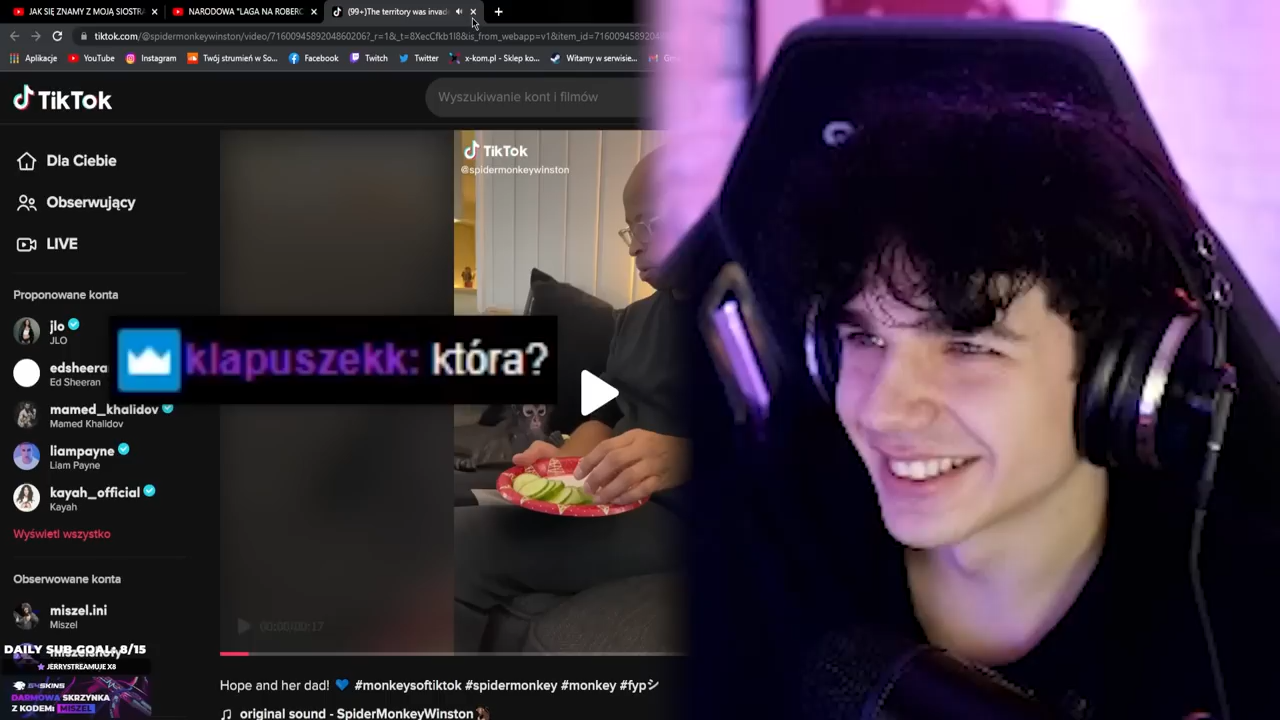 JAK SIĘ ZNAMY Z MOJĄ SIOSTRĄ
NARODOWA "LAGA NA ROBERC
(99+)The territory was invad
tiktok.com/@spidermonkeywinston/video/7160094589204860206?_r=1&_t=8XecCfkb1I8&is_from_webapp=v1&item_id=71600945892048
Aplikacje
YouTube
Instagram
Twój strumień w So...
Facebook
Twitch
Twitter
x-kom.pl - Sklep ko...
Witamy w serwisie...
TikTok
Wyszukiwanie kont i filmów
Dla Ciebie
Obserwujący
LIVE
Proponowane konta
jlo
JLO
edsheera
Ed Sheeran
mamed_khalidov
Mamed Khalidov
liampayne
Liam Payne
kayah_official
Kayah
Wyświetl wszystko
Obserwowane konta
miszel.ini
Miszel
TikTok
@spidermonkeywinston
klapuszekk: która?
00:00/00:17
DAILY SUB GOAL: 8/15
JERRYSTREAMUJE X8
DARMOWA SKRZYNKA
Z KODEM: MISZEL
Hope and her dad! 💙 #monkeysoftiktok #spidermonkey #monkey #fypシ
original sound - SpiderMonkeyWinston